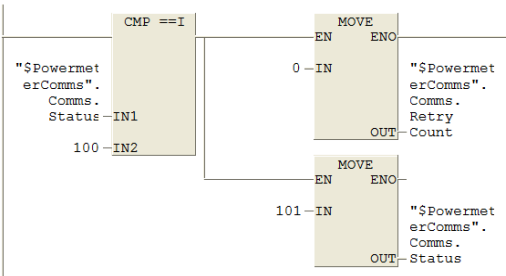 CMP ==I
"$Powermet
erComms".
Comms.
Status
IN1
100
IN2
MOVE
EN
ENO
0
IN
"$Powermet
erComms".
Comms.
Retry
OUT
Count
MOVE
EN
ENO
101
IN
"$Powermet
erComms".
Comms.
OUT
Status